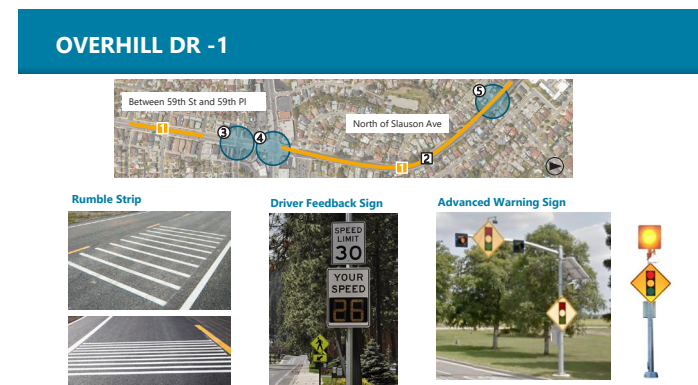 OVERHILL DR -1
Between 59th St and 59th Pl
5
3
4
1
North of Slauson Ave
2
1
Rumble Strip
Driver Feedback Sign
Advanced Warning Sign
SPEED
LIMIT
30
YOUR
SPEED
26